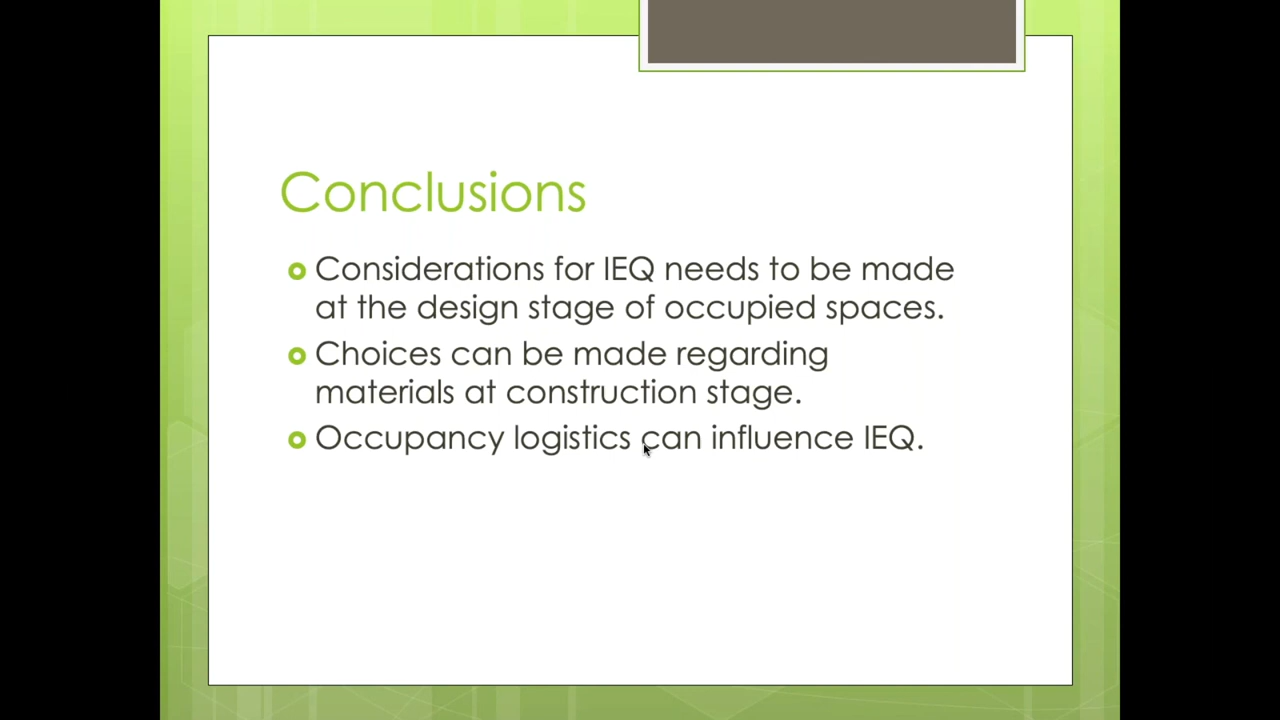 Conclusions
Considerations for IEQ needs to be made
at the design stage of occupied spaces.
Choices can be made regarding
materials at construction stage.
Occupancy logistics can influence IEQ.